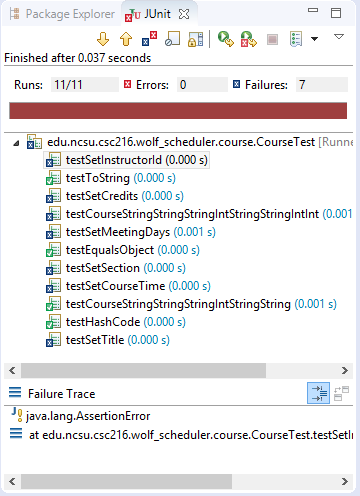 Package Explorer JUnit
Finished after 0.037 seconds
Runs: 11/11 Errors: 0 Failures: 7
edu.ncsu.csc216.wolf_scheduler.course.CourseTest [Runne
testSetInstructorId (0.000 s)
testToString (0.000 s)
testSetCredits (0.000 s)
testCourseStringStringStringIntStringStringIntInt (0.001
testSetMeetingDays (0.001 s)
testEqualsObject (0.000 s)
testSetSection (0.000 s)
testSetCourseTime (0.000 s)
testCourseStringStringStringIntStringString (0.001 s)
testHashCode (0.000 s)
testSetTitle (0.000 s)
Failure Trace
java.lang.AssertionError
at edu.ncsu.csc216.wolf_scheduler.course.CourseTest.testSetIn